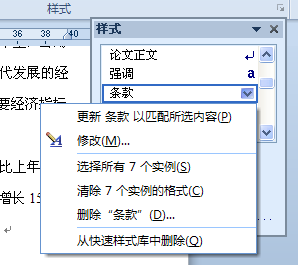 样式
36 38 40
代发展的经
要经济指标
比上年
增长 15
样式
论文正文
强调 a
条款
更新 条款 以匹配所选内容(P)
修改(M)...
选择所有 7 个实例(S)
清除 7 个实例的格式(C)
删除“条款”(D)...
从快速样式库中删除(Q)